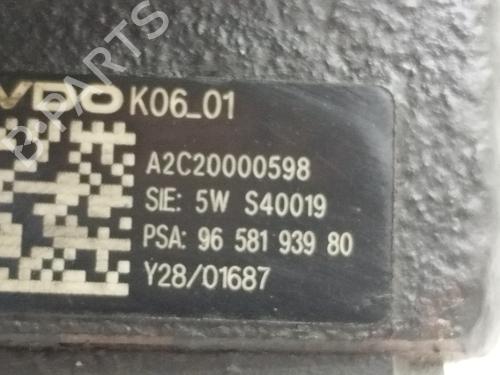 VDO K06_01
A2C20000598
SIE: 5W S40019
PSA: 96 581 939 80
Y28/01687
B-PARTS